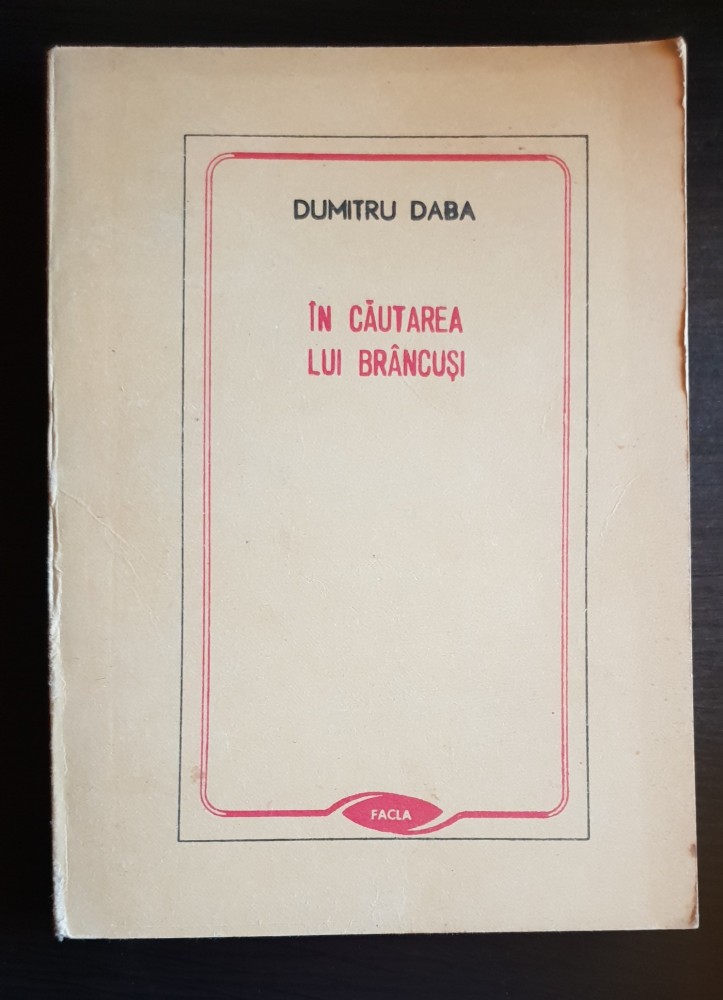 DUMITRU DABA
ÎN CĂUTAREA
LUI BRÂNCUȘI
FACLA